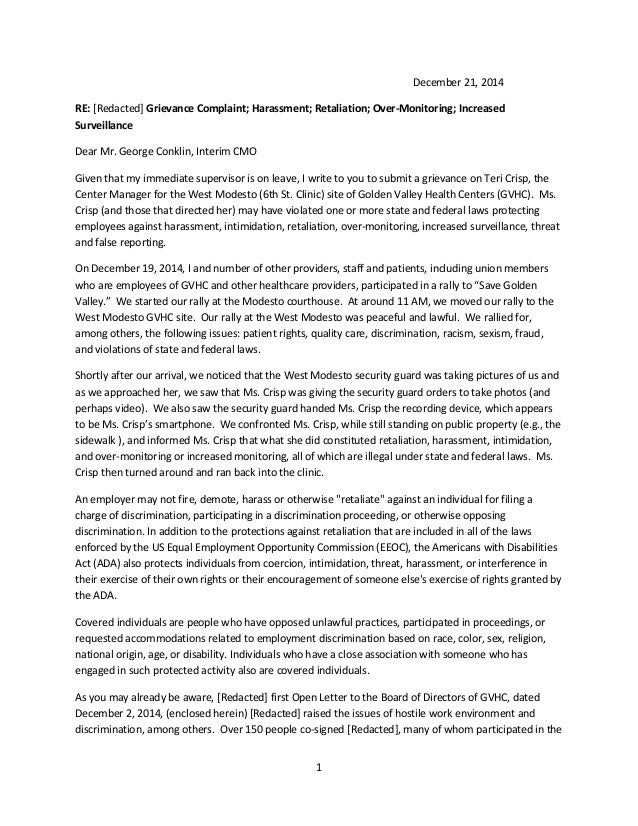 December 21, 2014
RE: [Redacted] Grievance Complaint; Harassment; Retaliation; Over-Monitoring; Increased
Surveillance
Dear Mr. George Conklin, Interim CMO
Given that my immediate supervisor is on leave, I write to you to submit a grievance on Teri Crisp, the
Center Manager for the West Modesto (6th St. Clinic) site of Golden Valley Health Centers (GVHC).  Ms.
Crisp (and those that directed her) may have violated one or more state and federal laws protecting
employees against harassment, intimidation, retaliation, over-monitoring, increased surveillance, threat
and false reporting.
On December 19, 2014, I and number of other providers, staff and patients, including union members
who are employees of GVHC and other healthcare providers, participated in a rally to “Save Golden
Valley.”  We started our rally at the Modesto courthouse.  At around 11 AM, we moved our rally to the
West Modesto GVHC site.  Our rally at the West Modesto was peaceful and lawful.  We rallied for,
among others, the following issues: patient rights, quality care, discrimination, racism, sexism, fraud,
and violations of state and federal laws.
Shortly after our arrival, we noticed that the West Modesto security guard was taking pictures of us and
as we approached her, we saw that Ms. Crisp was giving the security guard orders to take photos (and
perhaps video).  We also saw the security guard handed Ms. Crisp the recording device, which appears
to be Ms. Crisp’s smartphone.  We confronted Ms. Crisp, while still standing on public property (e.g., the
sidewalk ), and informed Ms. Crisp that what she did constituted retaliation, harassment, intimidation,
and over-monitoring or increased monitoring, all of which are illegal under state and federal laws.  Ms.
Crisp then turned around and ran back into the clinic.
An employer may not fire, demote, harass or otherwise "retaliate" against an individual for filing a
charge of discrimination, participating in a discrimination proceeding, or otherwise opposing
discrimination. In addition to the protections against retaliation that are included in all of the laws
enforced by the US Equal Employment Opportunity Commission (EEOC), the Americans with Disabilities
Act (ADA) also protects individuals from coercion, intimidation, threat, harassment, or interference in
their exercise of their own rights or their encouragement of someone else's exercise of rights granted by
the ADA.
Covered individuals are people who have opposed unlawful practices, participated in proceedings, or
requested accommodations related to employment discrimination based on race, color, sex, religion,
national origin, age, or disability. Individuals who have a close association with someone who has
engaged in such protected activity also are covered individuals.
As you may already be aware, [Redacted] first Open Letter to the Board of Directors of GVHC, dated
December 2, 2014, (enclosed herein) [Redacted] raised the issues of hostile work environment and
discrimination, among others.  Over 150 people co-signed [Redacted], many of whom participated in the
1